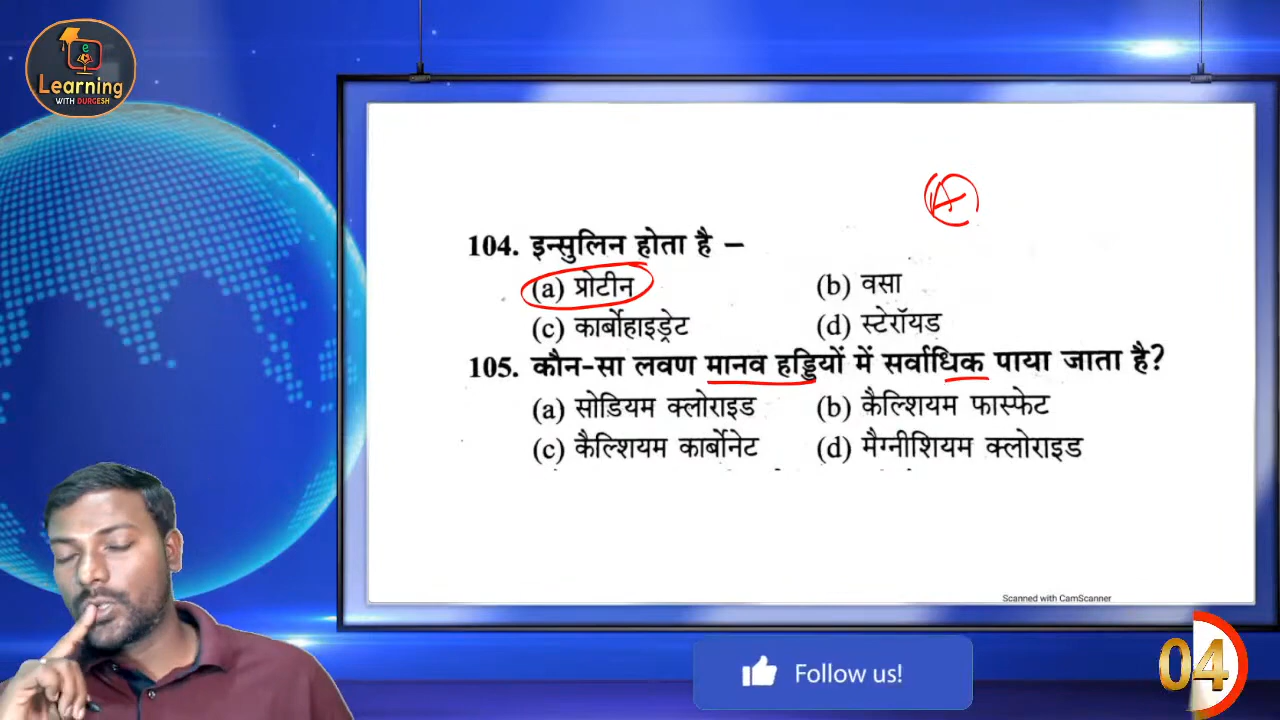 e
Learning
WITH DURGESH
A
104. इन्सुलिन होता है –
(a) प्रोटीन (b) वसा
(c) कार्बोहाइड्रेट (d) स्टेरॉयड
105. कौन-सा लवण मानव हड्डियों में सर्वाधिक पाया जाता है?
(a) सोडियम क्लोराइड (b) कैल्शियम फास्फेट
(c) कैल्शियम कार्बोनेट (d) मैग्नीशियम क्लोराइड
Scanned with CamScanner
Follow us!
04